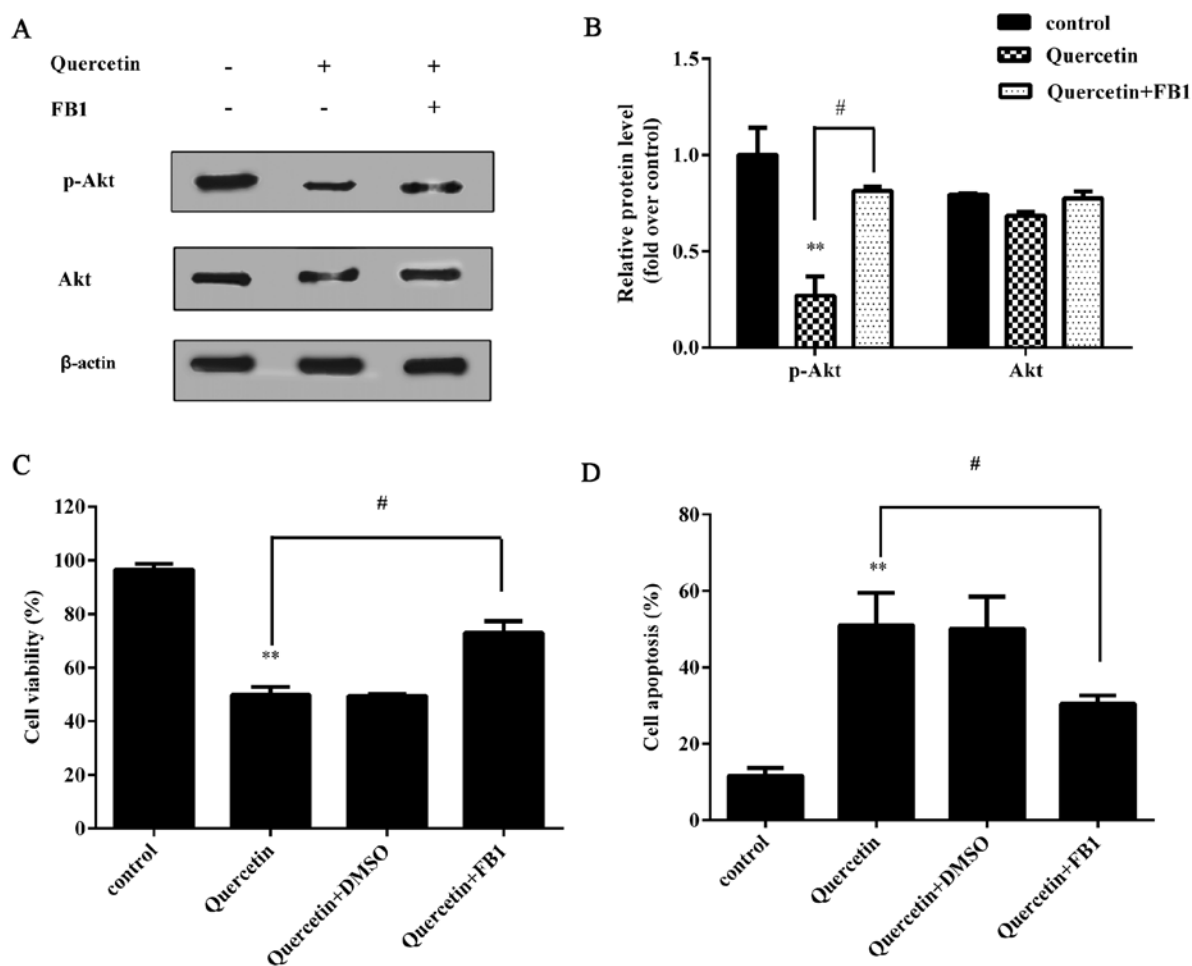 A
Quercetin - + +
FB1 - - +
p-Akt
Akt
β-actin
B
control
Quercetin
Quercetin+FB1
Relative protein level
(fold over control)
1.5
1.0
0.5
0.0
#
**
p-Akt Akt
C
Cell viability (%)
120
100
80
60
40
20
0
#
**
control Quercetin Quercetin+DMSO Quercetin+FB1
D
Cell apoptosis (%)
80
60
40
20
0
#
**
control Quercetin Quercetin+DMSO Quercetin+FB1